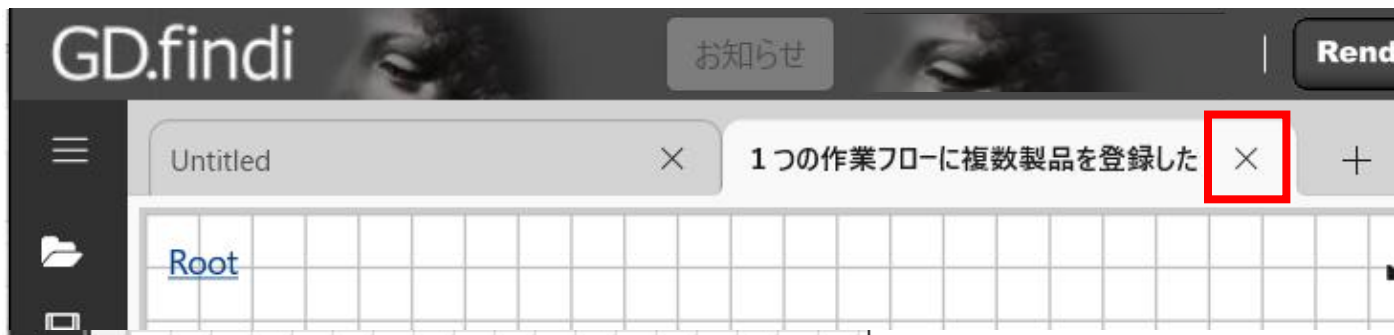 GD.findi
お知らせ
Rend
Untitled
1つの作業フローに複数製品を登録した
Root